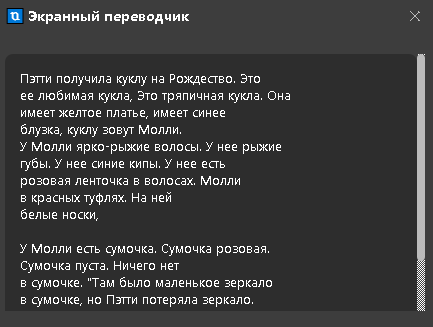 Экранный переводчик
Пэтти получила куклу на Рождество. Это
ее любимая кукла, Это тряпичная кукла. Она
имеет желтое платье, имеет синее
блузка, куклу зовут Молли.
У Молли ярко-рыжие волосы. У нее рыжие
губы. У нее синие кипы. У нее есть
розовая ленточка в волосах. Молли
в красных туфлях. На ней
белые носки,
У Молли есть сумочка. Сумочка розовая.
Сумочка пуста. Ничего нет
в сумочке. "Там было маленькое зеркало
в сумочке, но Пэтти потеряла зеркало.